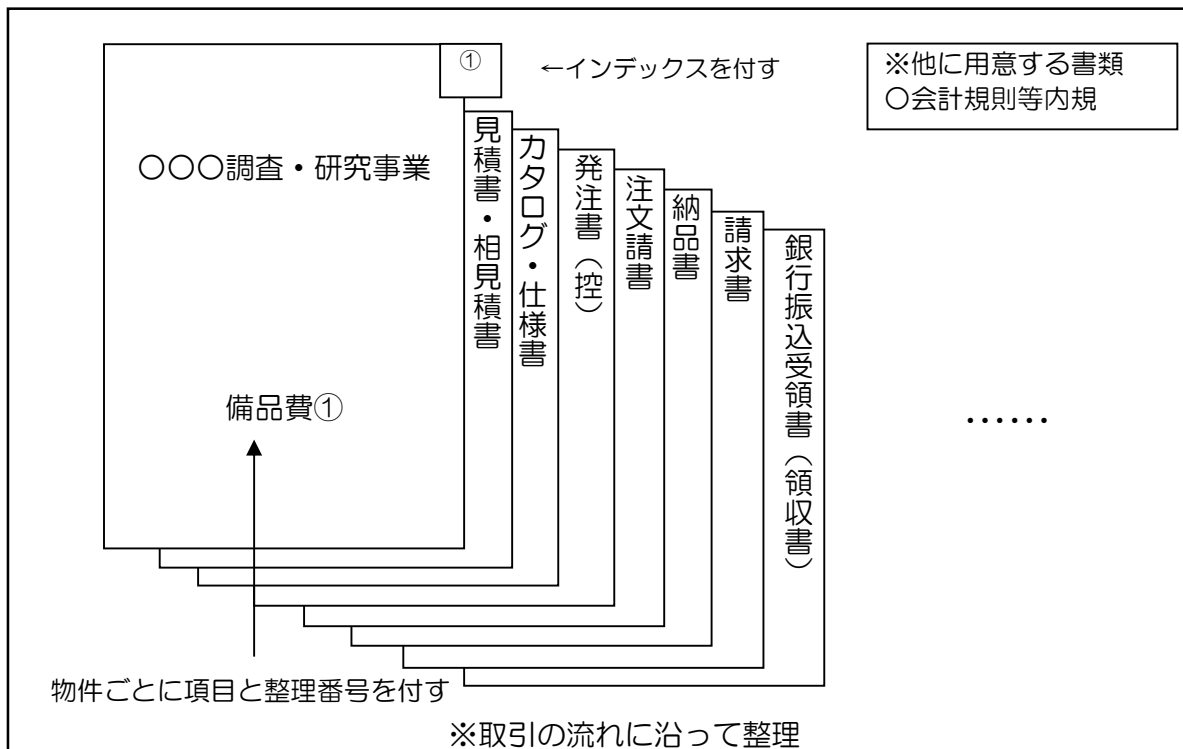 ①
←インデックスを付す
※他に用意する書類
○会計規則等内規
○○○調査・研究事業
備品費①
見積書・相見積書
カタログ・仕様書
発注書（控）
注文請書
納品書
請求書
銀行振込受領書（領収書）
……
物件ごとに項目と整理番号を付す
※取引の流れに沿って整理